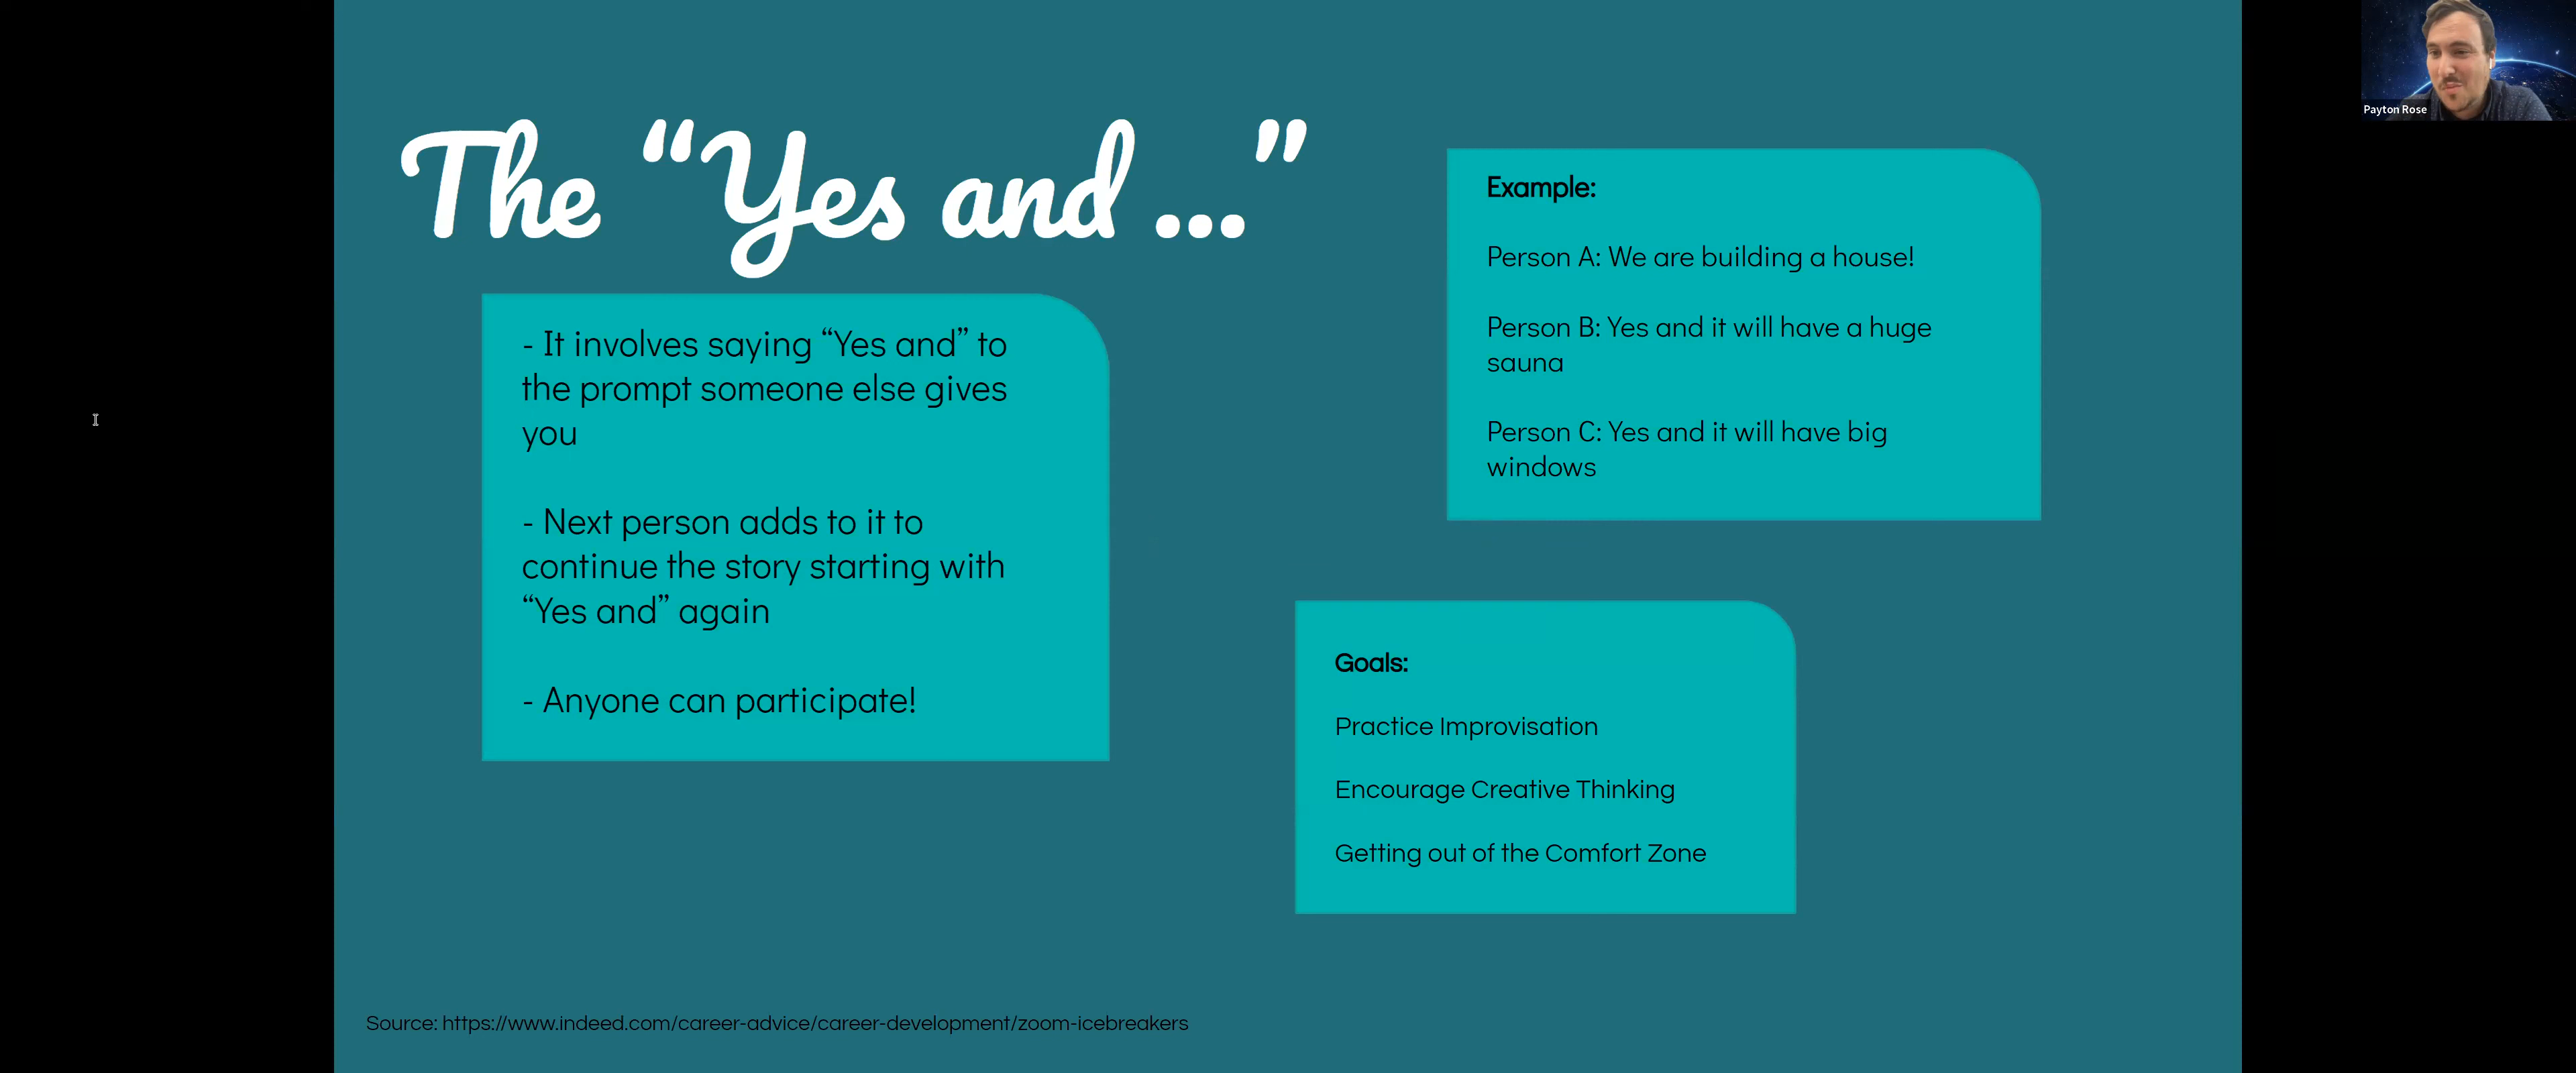 The “Yes and ...”
- It involves saying “Yes and” to
the prompt someone else gives
you
- Next person adds to it to
continue the story starting with
“Yes and” again
- Anyone can participate!
Example:
Person A: We are building a house!
Person B: Yes and it will have a huge
sauna
Person C: Yes and it will have big
windows
Goals:
Practice Improvisation
Encourage Creative Thinking
Getting out of the Comfort Zone
Source: https://www.indeed.com/career-advice/career-development/zoom-icebreakers
Payton Rose